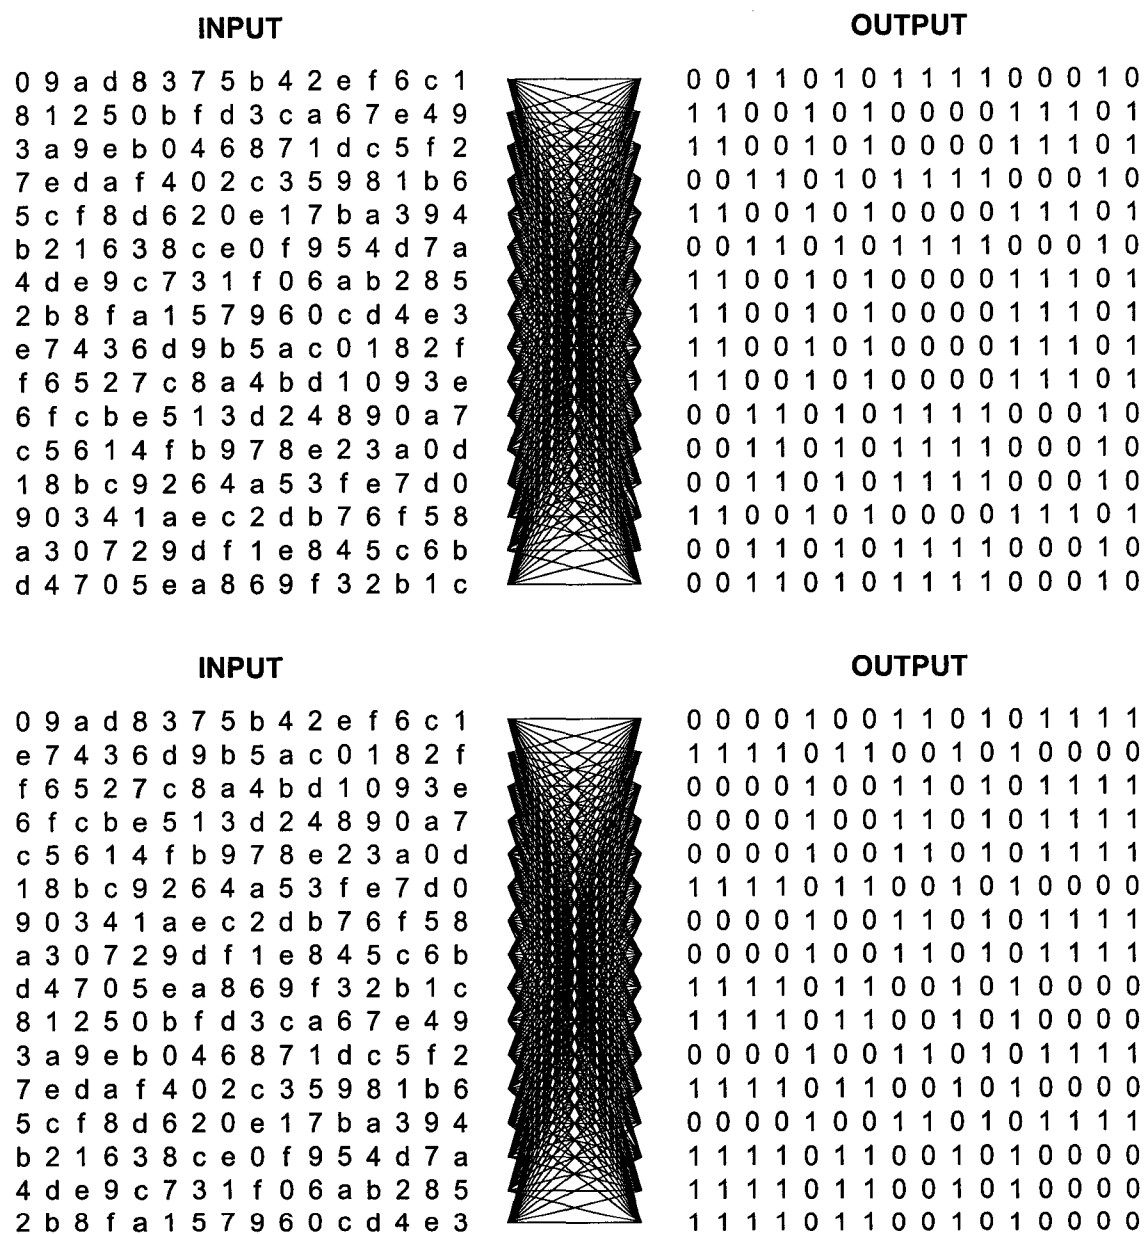 INPUT OUTPUT
0 9 a d 8 3 7 5 b 4 2 e f 6 c 1 0 0 1 1 0 1 0 1 1 1 1 0 0 0 1 0
8 1 2 5 0 b f d 3 c a 6 7 e 4 9 1 1 0 0 1 0 1 0 0 0 0 1 1 1 0 1
3 a 9 e b 0 4 6 8 7 1 d c 5 f 2 1 1 0 0 1 0 1 0 0 0 0 1 1 1 0 1
7 e d a f 4 0 2 c 3 5 9 8 1 b 6 0 0 1 1 0 1 0 1 1 1 1 0 0 0 1 0
5 c f 8 d 6 2 0 e 1 7 b a 3 9 4 1 1 0 0 1 0 1 0 0 0 0 1 1 1 0 1
b 2 1 6 3 8 c e 0 f 9 5 4 d 7 a 0 0 1 1 0 1 0 1 1 1 1 0 0 0 1 0
4 d e 9 c 7 3 1 f 0 6 a b 2 8 5 1 1 0 0 1 0 1 0 0 0 0 1 1 1 0 1
2 b 8 f a 1 5 7 9 6 0 c d 4 e 3 1 1 0 0 1 0 1 0 0 0 0 1 1 1 0 1
e 7 4 3 6 d 9 b 5 a c 0 1 8 2 f 1 1 0 0 1 0 1 0 0 0 0 1 1 1 0 1
f 6 5 2 7 c 8 a 4 b d 1 0 9 3 e 1 1 0 0 1 0 1 0 0 0 0 1 1 1 0 1
6 f c b e 5 1 3 d 2 4 8 9 0 a 7 0 0 1 1 0 1 0 1 1 1 1 0 0 0 1 0
c 5 6 1 4 f b 9 7 8 e 2 3 a 0 d 0 0 1 1 0 1 0 1 1 1 1 0 0 0 1 0
1 8 b c 9 2 6 4 a 5 3 f e 7 d 0 0 0 1 1 0 1 0 1 1 1 1 0 0 0 1 0
9 0 3 4 1 a e c 2 d b 7 6 f 5 8 1 1 0 0 1 0 1 0 0 0 0 1 1 1 0 1
a 3 0 7 2 9 d f 1 e 8 4 5 c 6 b 0 0 1 1 0 1 0 1 1 1 1 0 0 0 1 0
d 4 7 0 5 e a 8 6 9 f 3 2 b 1 c 0 0 1 1 0 1 0 1 1 1 1 0 0 0 1 0
INPUT OUTPUT
0 9 a d 8 3 7 5 b 4 2 e f 6 c 1 0 0 0 0 1 0 0 1 1 0 1 0 1 1 1 1
e 7 4 3 6 d 9 b 5 a c 0 1 8 2 f 1 1 1 1 0 1 1 0 0 1 0 1 0 0 0 0
f 6 5 2 7 c 8 a 4 b d 1 0 9 3 e 0 0 0 0 1 0 0 1 1 0 1 0 1 1 1 1
6 f c b e 5 1 3 d 2 4 8 9 0 a 7 0 0 0 0 1 0 0 1 1 0 1 0 1 1 1 1
c 5 6 1 4 f b 9 7 8 e 2 3 a 0 d 0 0 0 0 1 0 0 1 1 0 1 0 1 1 1 1
1 8 b c 9 2 6 4 a 5 3 f e 7 d 0 1 1 1 1 0 1 1 0 0 1 0 1 0 0 0 0
9 0 3 4 1 a e c 2 d b 7 6 f 5 8 0 0 0 0 1 0 0 1 1 0 1 0 1 1 1 1
a 3 0 7 2 9 d f 1 e 8 4 5 c 6 b 0 0 0 0 1 0 0 1 1 0 1 0 1 1 1 1
d 4 7 0 5 e a 8 6 9 f 3 2 b 1 c 1 1 1 1 0 1 1 0 0 1 0 1 0 0 0 0
8 1 2 5 0 b f d 3 c a 6 7 e 4 9 1 1 1 1 0 1 1 0 0 1 0 1 0 0 0 0
3 a 9 e b 0 4 6 8 7 1 d c 5 f 2 0 0 0 0 1 0 0 1 1 0 1 0 1 1 1 1
7 e d a f 4 0 2 c 3 5 9 8 1 b 6 1 1 1 1 0 1 1 0 0 1 0 1 0 0 0 0
5 c f 8 d 6 2 0 e 1 7 b a 3 9 4 0 0 0 0 1 0 0 1 1 0 1 0 1 1 1 1
b 2 1 6 3 8 c e 0 f 9 5 4 d 7 a 1 1 1 1 0 1 1 0 0 1 0 1 0 0 0 0
4 d e 9 c 7 3 1 f 0 6 a b 2 8 5 1 1 1 1 0 1 1 0 0 1 0 1 0 0 0 0
2 b 8 f a 1 5 7 9 6 0 c d 4 e 3 1 1 1 1 0 1 1 0 0 1 0 1 0 0 0 0